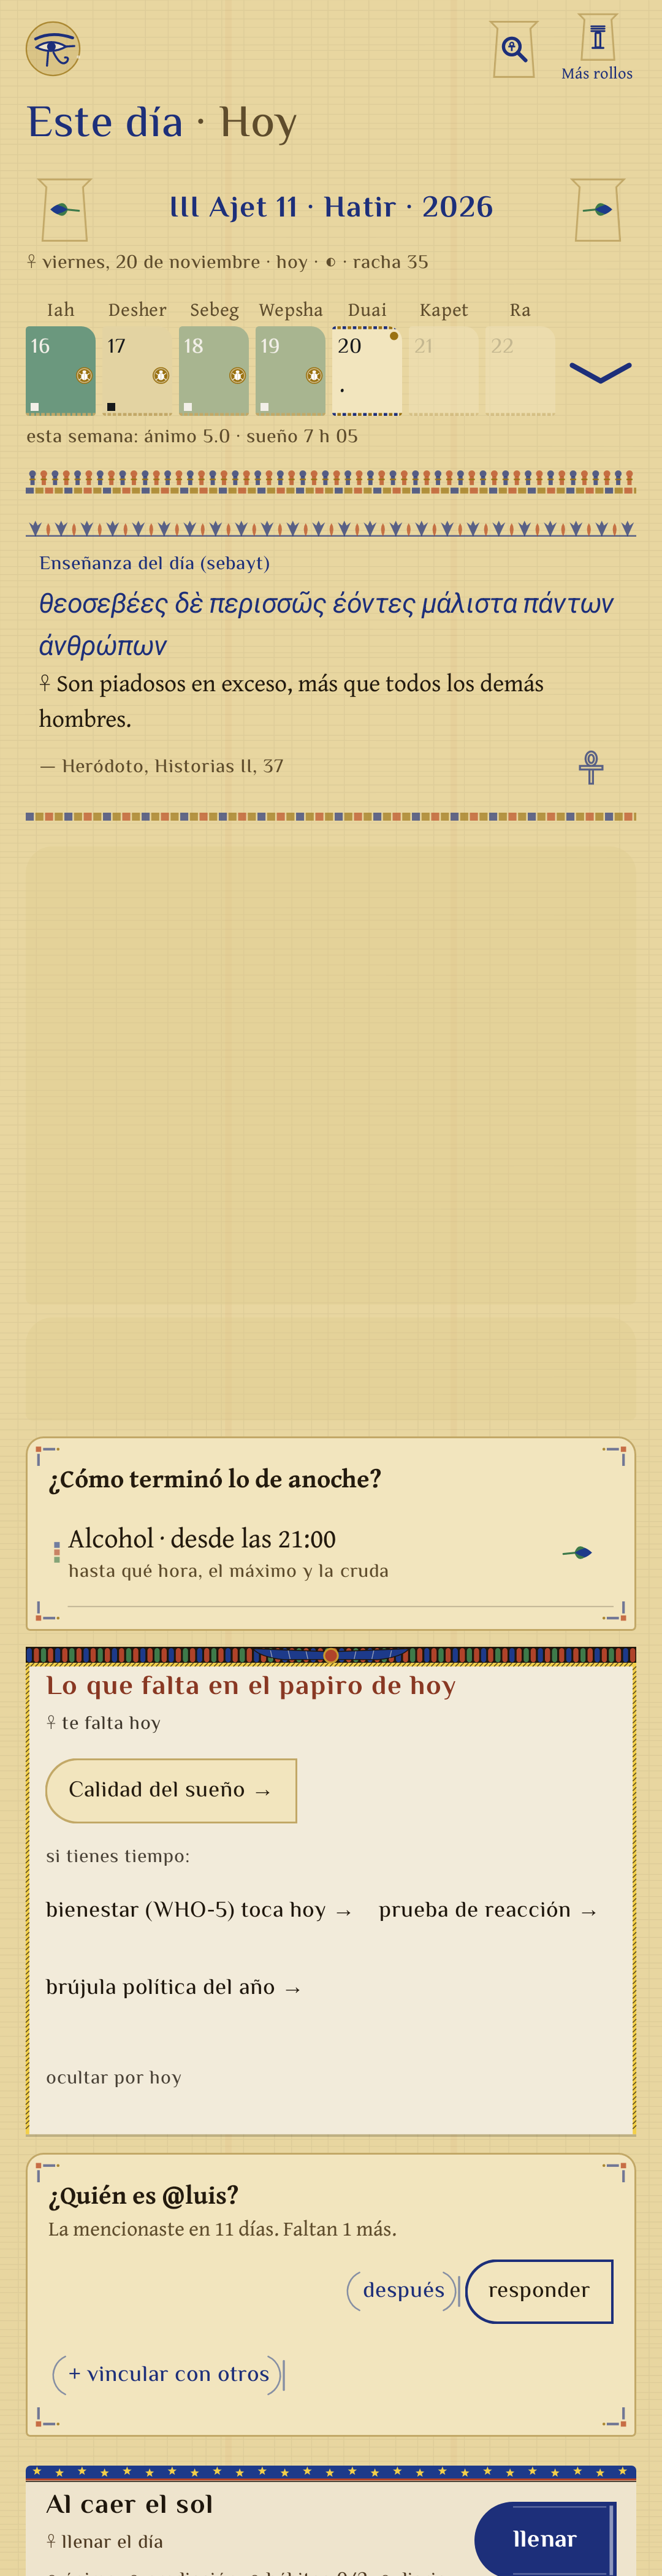 Más rollos
Este día · Hoy
III Ajet 11 · Hatir · 2026
viernes, 20 de noviembre · hoy · ◐ · racha 35
Iah Desher Sebeg Wepsha Duai Kapet Ra
16 17 18 19 20 21 22
esta semana: ánimo 5.0 · sueño 7 h 05
Enseñanza del día (sebayt)
θεοσεβέες δὲ περισσῶς ἐόντες μάλιστα πάντων
ἀνθρώπων
Son piadosos en exceso, más que todos los demás
hombres.
— Heródoto, Historias II, 37
¿Cómo terminó lo de anoche?
Alcohol · desde las 21:00
hasta qué hora, el máximo y la cruda
Lo que falta en el papiro de hoy
te falta hoy
Calidad del sueño →
si tienes tiempo:
bienestar (WHO-5) toca hoy → prueba de reacción →
brújula política del año →
ocultar por hoy
¿Quién es @luis?
La mencionaste en 11 días. Faltan 1 más.
después responder
+ vincular con otros
Al caer el sol
llenar el día
llenar